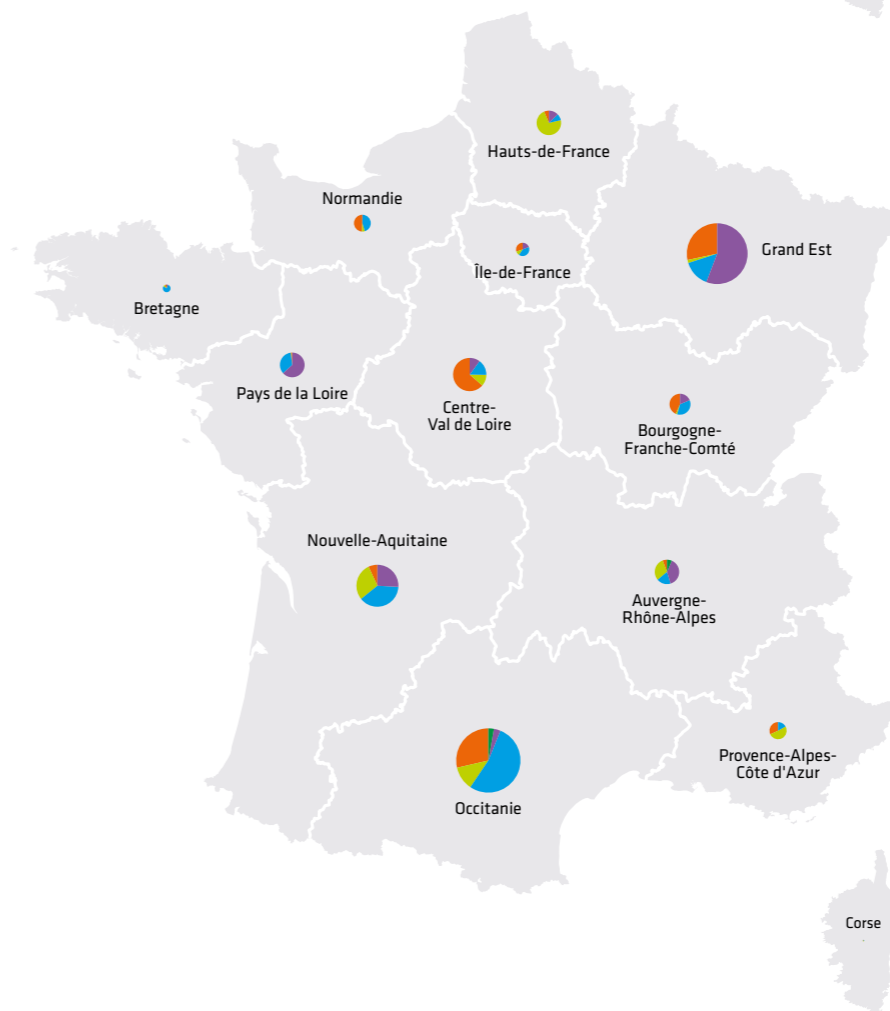 Hauts-de-France
Normandie
Grand Est
Île-de-France
Bretagne
Pays de la Loire
Centre-
Val de Loire
Bourgogne-
Franche-Comté
Nouvelle-Aquitaine
Auvergne-
Rhône-Alpes
Provence-Alpes-
Côte d'Azur
Occitanie
Corse